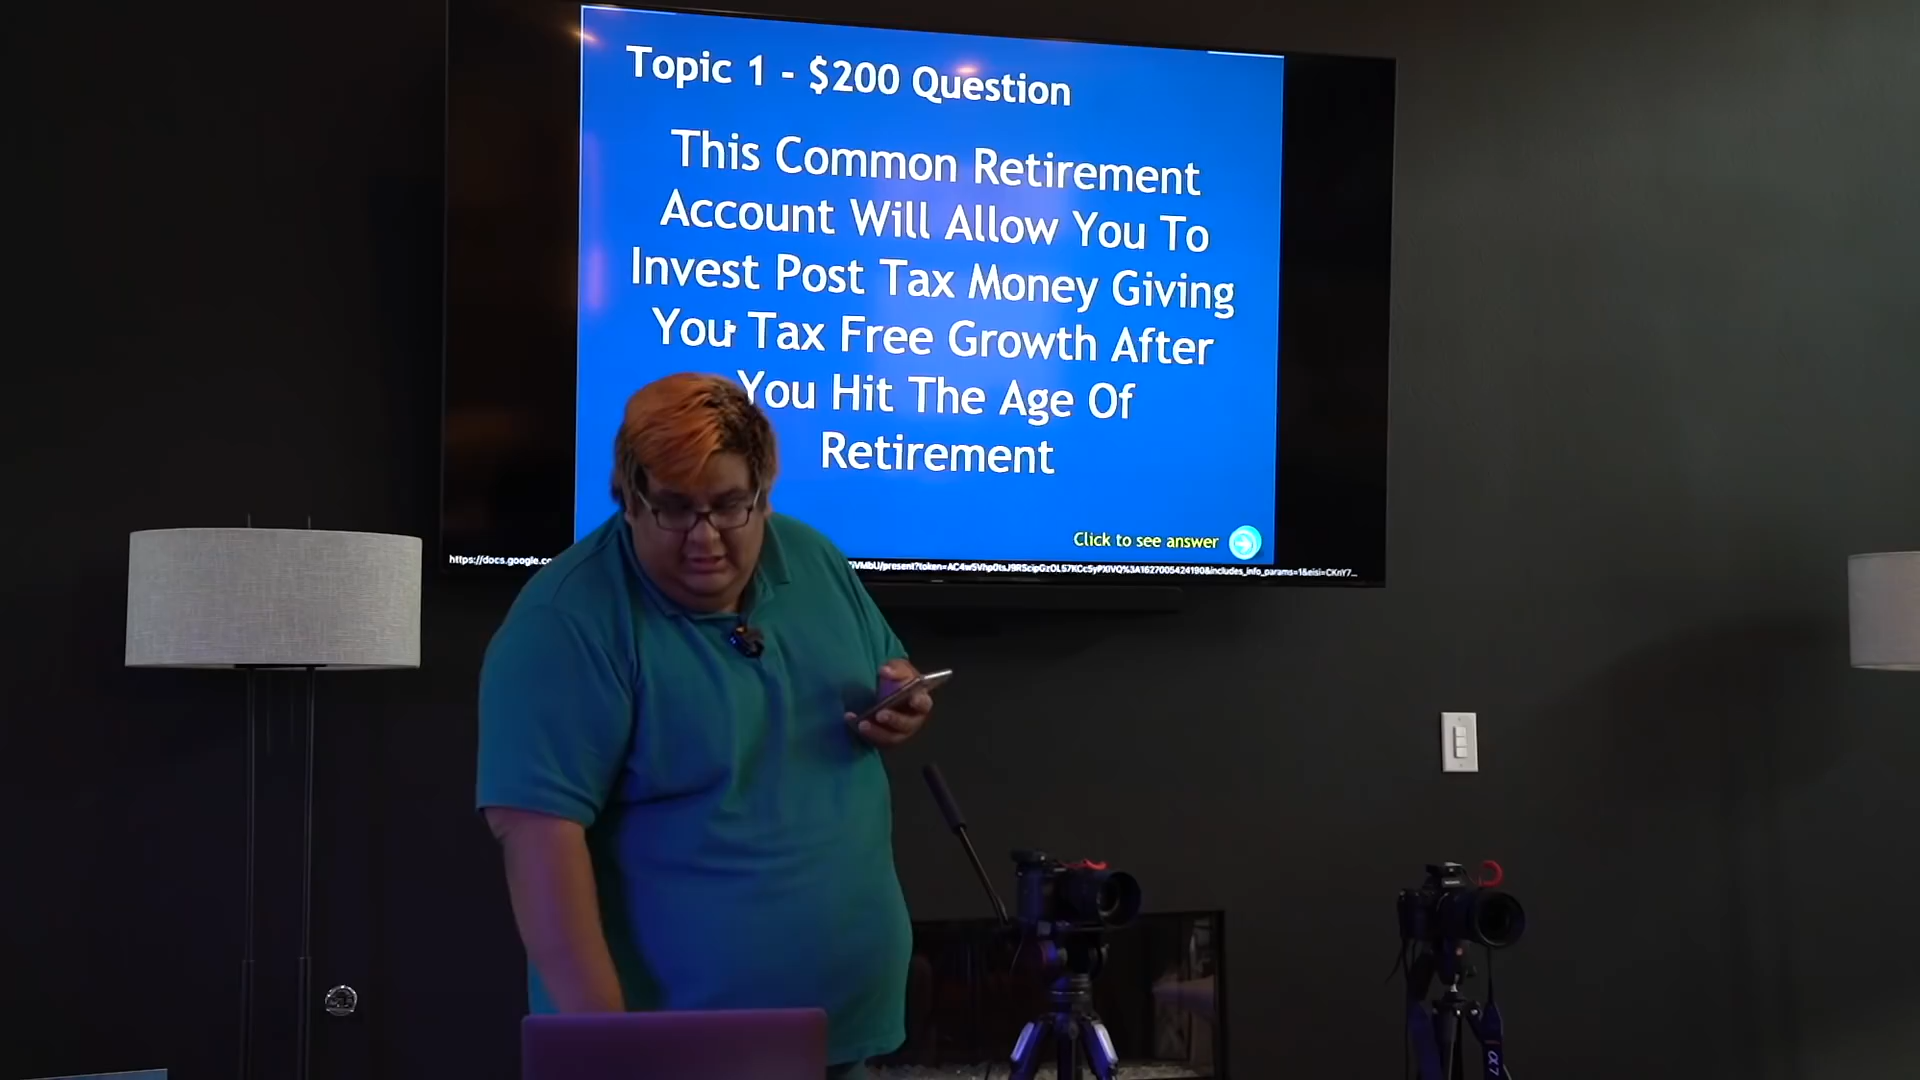 Topic 1 - $200 Question
This Common Retirement
Account Will Allow You To
Invest Post Tax Money Giving
You Tax Free Growth After
You Hit The Age Of
Retirement
Click to see answer
https://docs.google.co
α7